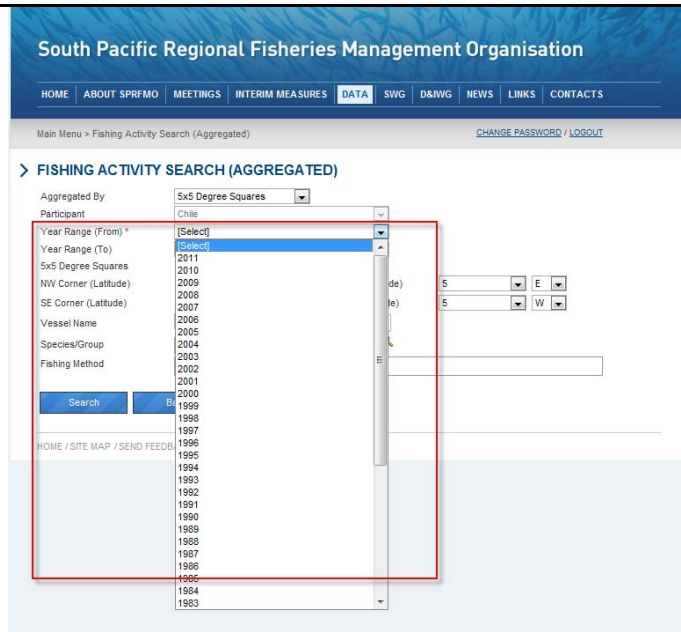 South Pacific Regional Fisheries Management Organisation
HOME ABOUT SPRFMO MEETINGS INTERIM MEASURES DATA SWG D&IWG NEWS LINKS CONTACTS
Main Menu > Fishing Activity Search (Aggregated) CHANGE PASSWORD / LOGOUT
FISHING ACTIVITY SEARCH (AGGREGATED)
Aggregated By 5x5 Degree Squares
Participant Chile
Year Range (From) * [Select]
Year Range (To) [Select]
2011
5x5 Degree Squares 2010
NW Corner (Latitude) 2009 de) 5 E
2008
SE Corner (Latitude) 2007 le) 5 W
Vessel Name 2006
2005
Species/Group 2004
2003
Fishing Method 2002
2001
2000
Search Ba 1999
1998
1997
HOME / SITE MAP / SEND FEEDB 1996
1995
1994
1993
1992
1991
1990
1989
1988
1987
1986
1985
1984
1983